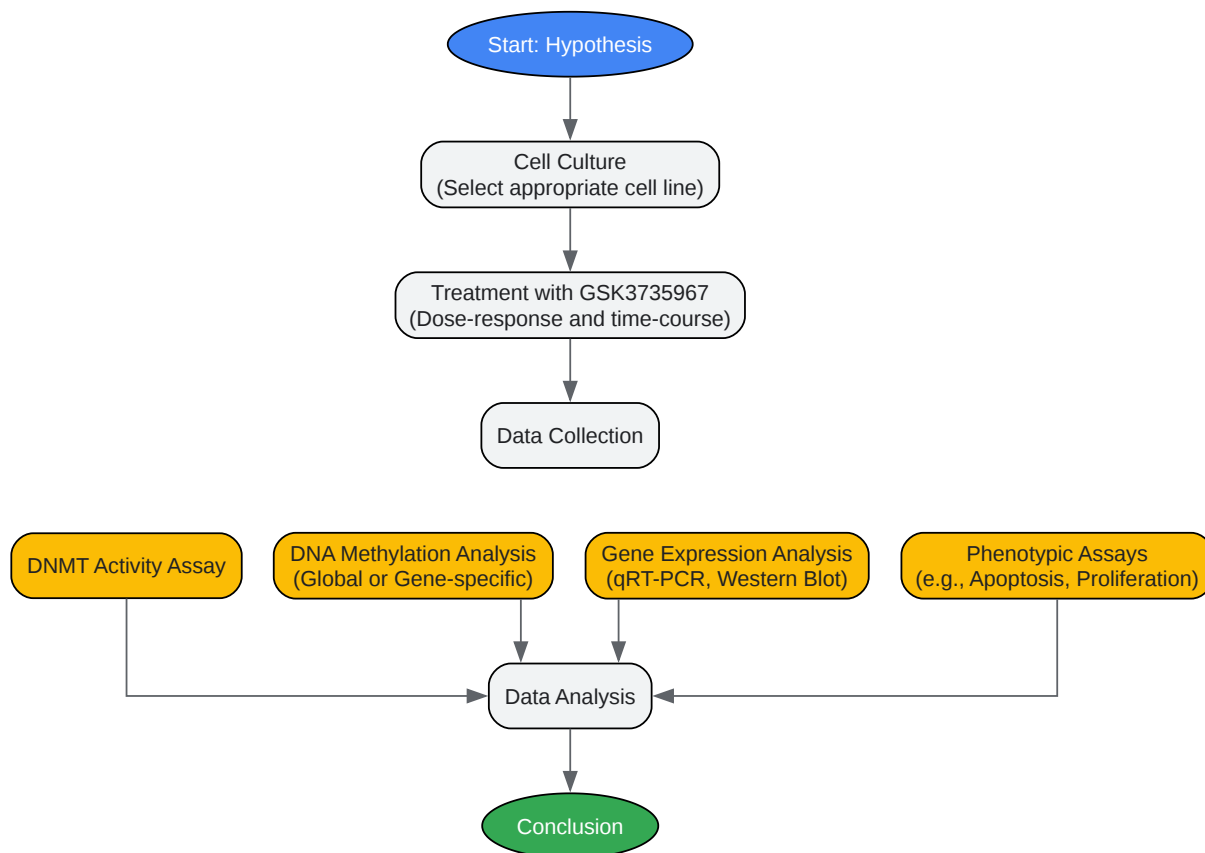 Start: Hypothesis
Cell Culture
(Select appropriate cell line)
Treatment with GSK3735967
(Dose-response and time-course)
Data Collection
DNMT Activity Assay
DNA Methylation Analysis
(Global or Gene-specific)
Gene Expression Analysis
(qRT-PCR, Western Blot)
Phenotypic Assays
(e.g., Apoptosis, Proliferation)
Data Analysis
Conclusion